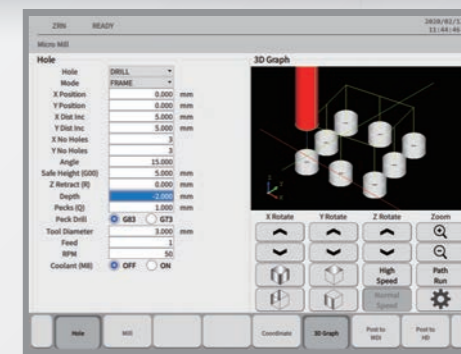 ZRN READY
2020/02/1
11:44:46
Micro Mill
Hole
Hole DRILL
Mode FRAME
X Position 0.000 mm
Y Position 0.000 mm
X Dist Inc 5.000 mm
Y Dist Inc 5.000 mm
X No Holes 3
Y No Holes 3
Angle 15.000
Safe Height (G00) 5.000 mm
Z Retract (R) 0.000 mm
Depth -2.000 mm
Pecks (Q) 1.000 mm
Peck Drill G83 G73
Tool Diameter 3.000 mm
Feed 1
RPM 50
Coolant (M8) OFF ON
3D Graph
X Rotate Y Rotate Z Rotate Zoom
High Speed
Path Run
Normal Speed
Hole Mill Coordinate 3D Graph Post to MDI Post to HD